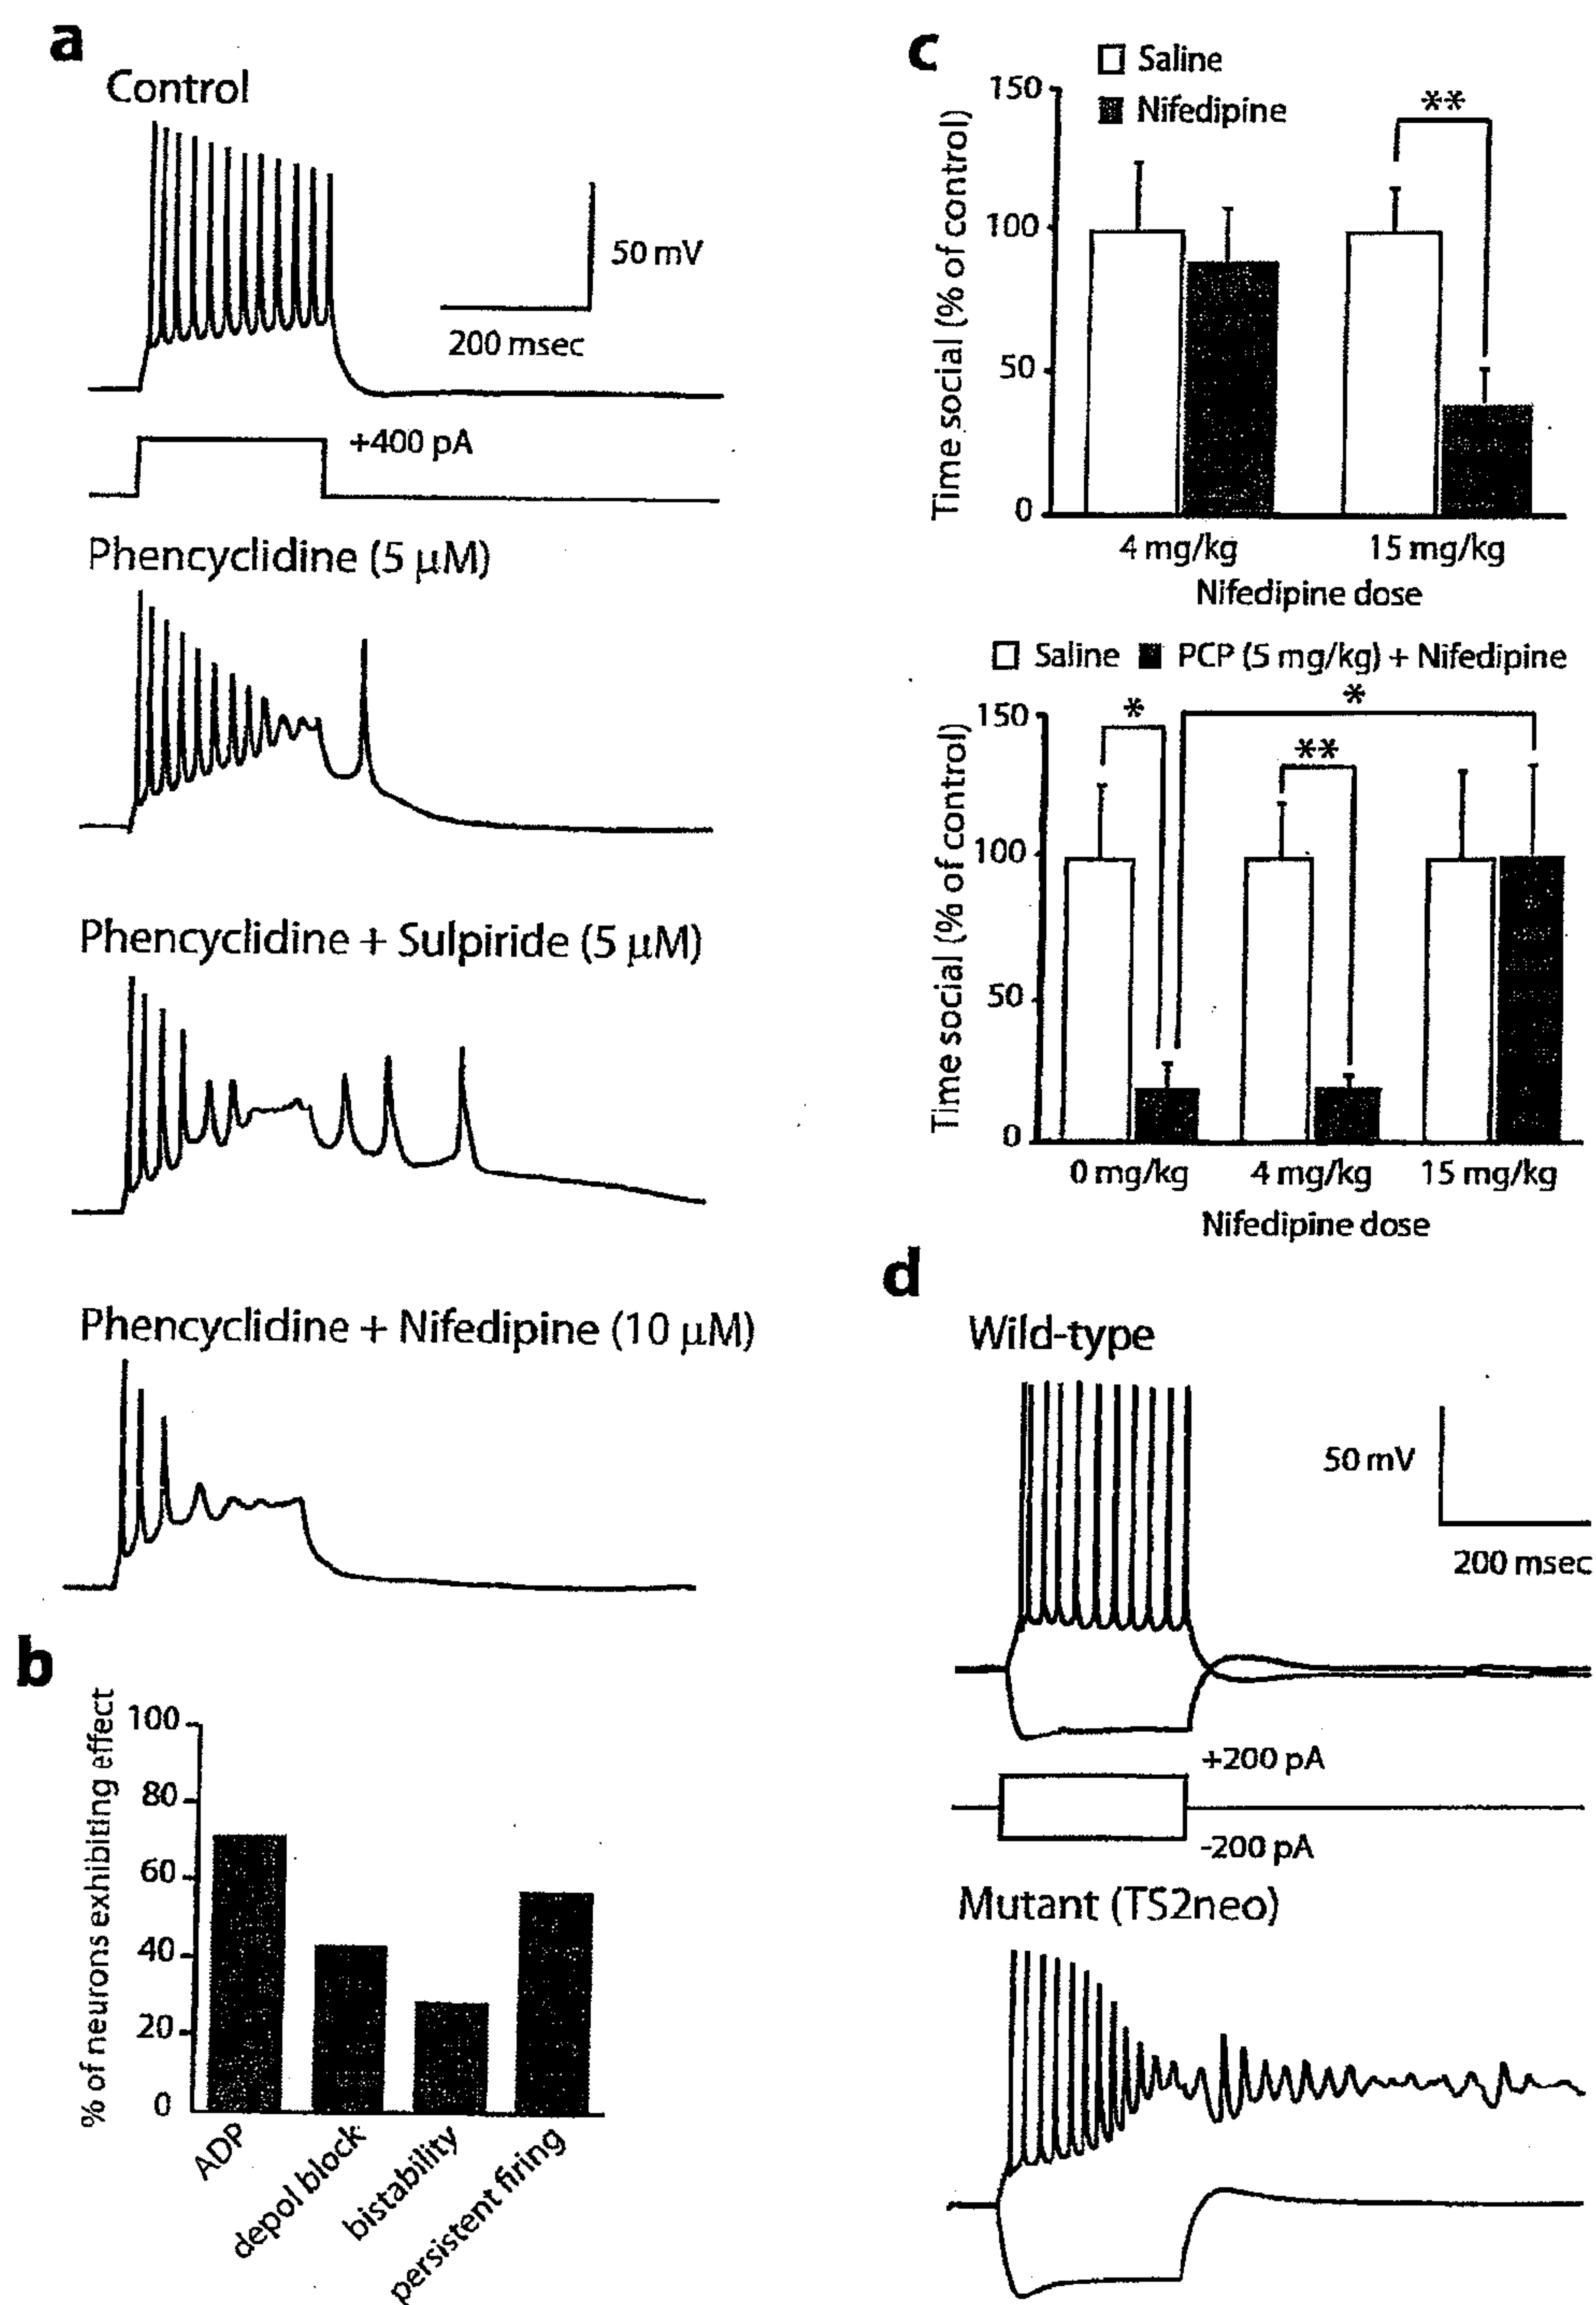 a
Control
50 mV
200 msec
+400 pA
Phencyclidine (5 μM)
Phencyclidine + Sulpiride (5 μM)
Phencyclidine + Nifedipine (10 μM)
b
% of neurons exhibiting effect
100
80
60
40
20
0
ADP
depol block
bistability
persistent firing
c
Saline
Nifedipine
Time social (% of control)
150
100
50
0
**
4 mg/kg
15 mg/kg
Nifedipine dose
Saline
PCP (5 mg/kg) + Nifedipine
Time social (% of control)
150
100
50
0
*
**
*
0 mg/kg
4 mg/kg
15 mg/kg
Nifedipine dose
d
Wild-type
50 mV
200 msec
+200 pA
-200 pA
Mutant (TS2neo)